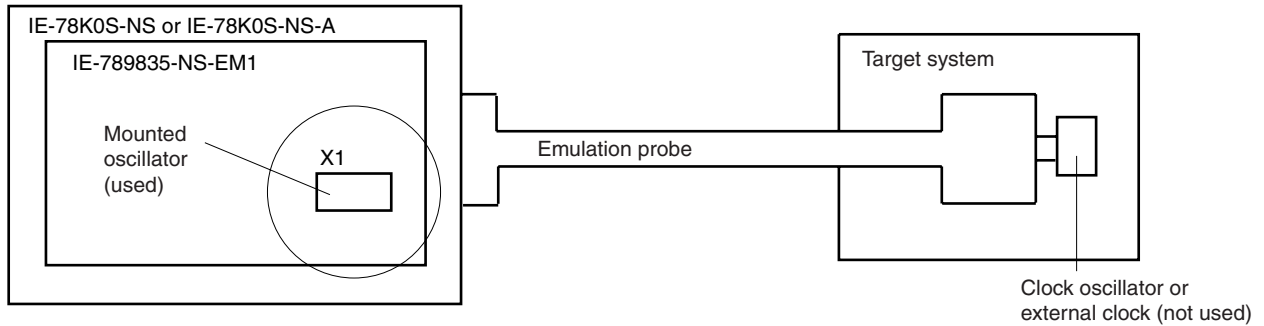 IE-78K0S-NS or IE-78K0S-NS-A
IE-789835-NS-EM1
Mounted
oscillator
(used)
X1
Emulation probe
Target system
Clock oscillator or
external clock (not used)